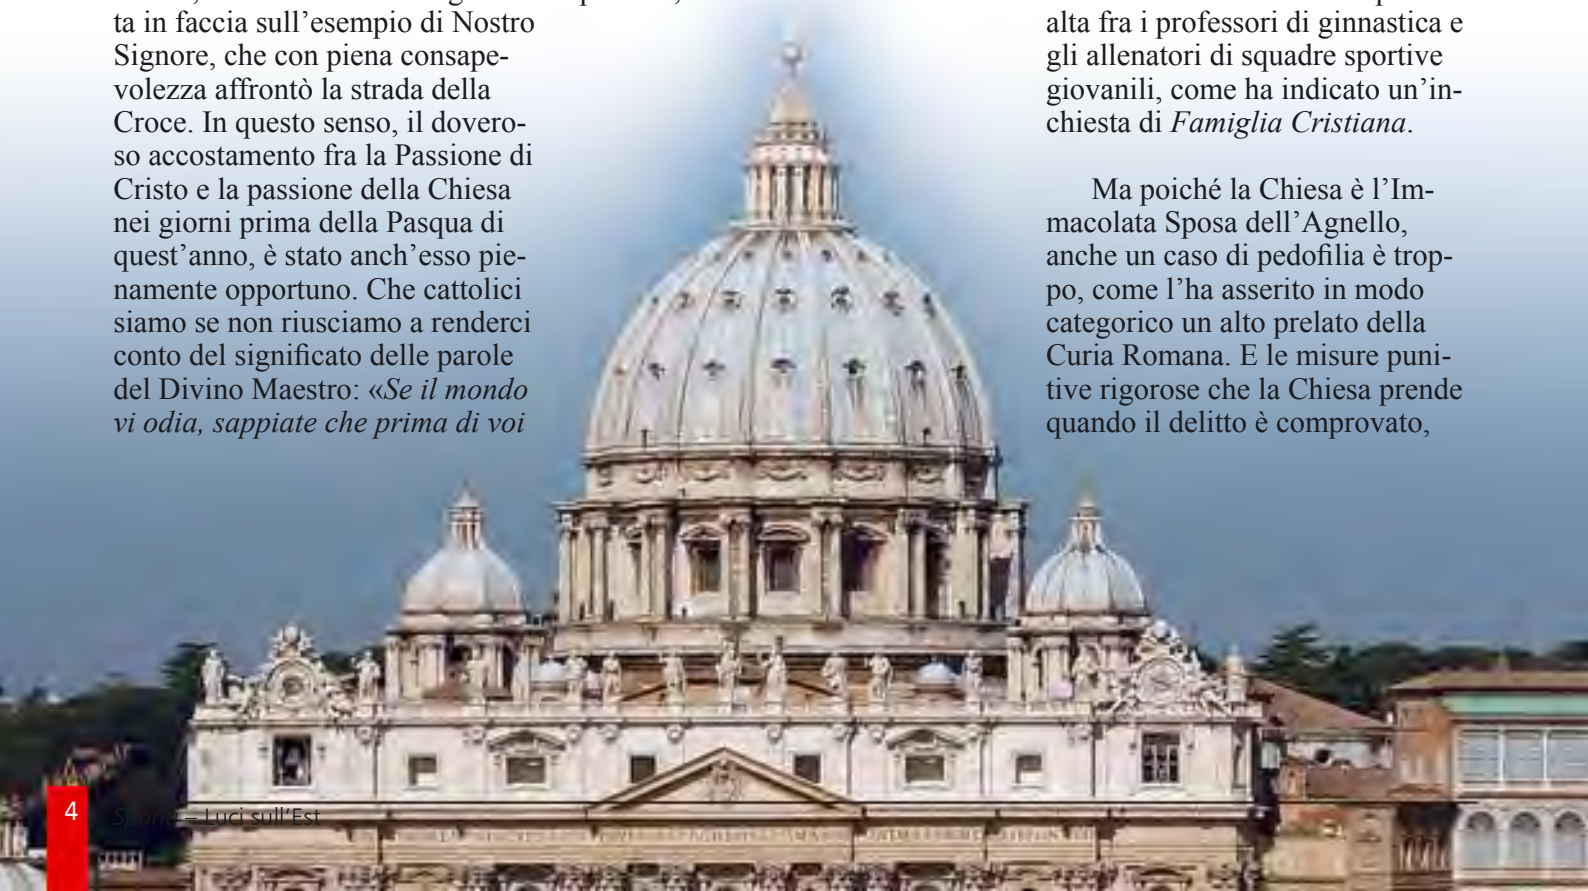 ta in faccia sull’esempio di Nostro
Signore, che con piena consape-
volezza affrontò la strada della
Croce. In questo senso, il dovero-
so accostamento fra la Passione di
Cristo e la passione della Chiesa
nei giorni prima della Pasqua di
quest’anno, è stato anch’esso pie-
namente opportuno. Che cattolici
siamo se non riusciamo a renderci
conto del significato delle parole
del Divino Maestro: «Se il mondo
vi odia, sappiate che prima di voi
alta fra i professori di ginnastica e
gli allenatori di squadre sportive
giovanili, come ha indicato un’in-
chiesta di Famiglia Cristiana.
Ma poiché la Chiesa è l’Im-
macolata Sposa dell’Agnello,
anche un caso di pedofilia è trop-
po, come l’ha asserito in modo
categorico un alto prelato della
Curia Romana. E le misure puni-
tive rigorose che la Chiesa prende
quando il delitto è comprovato,
4
Spunti – Luci sull’Est